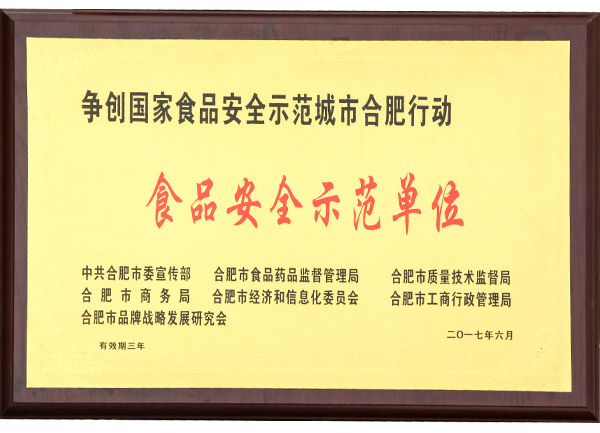 争创国家食品安全示范城市合肥行动
食品安全示范单位
中共合肥市委宣传部 合肥市食品药品监督管理局 合肥市质量技术监督局
合肥市商务局 合肥市经济和信息化委员会 合肥市工商行政管理局
合肥市品牌战略发展研究会
有效期三年
二〇一七年六月